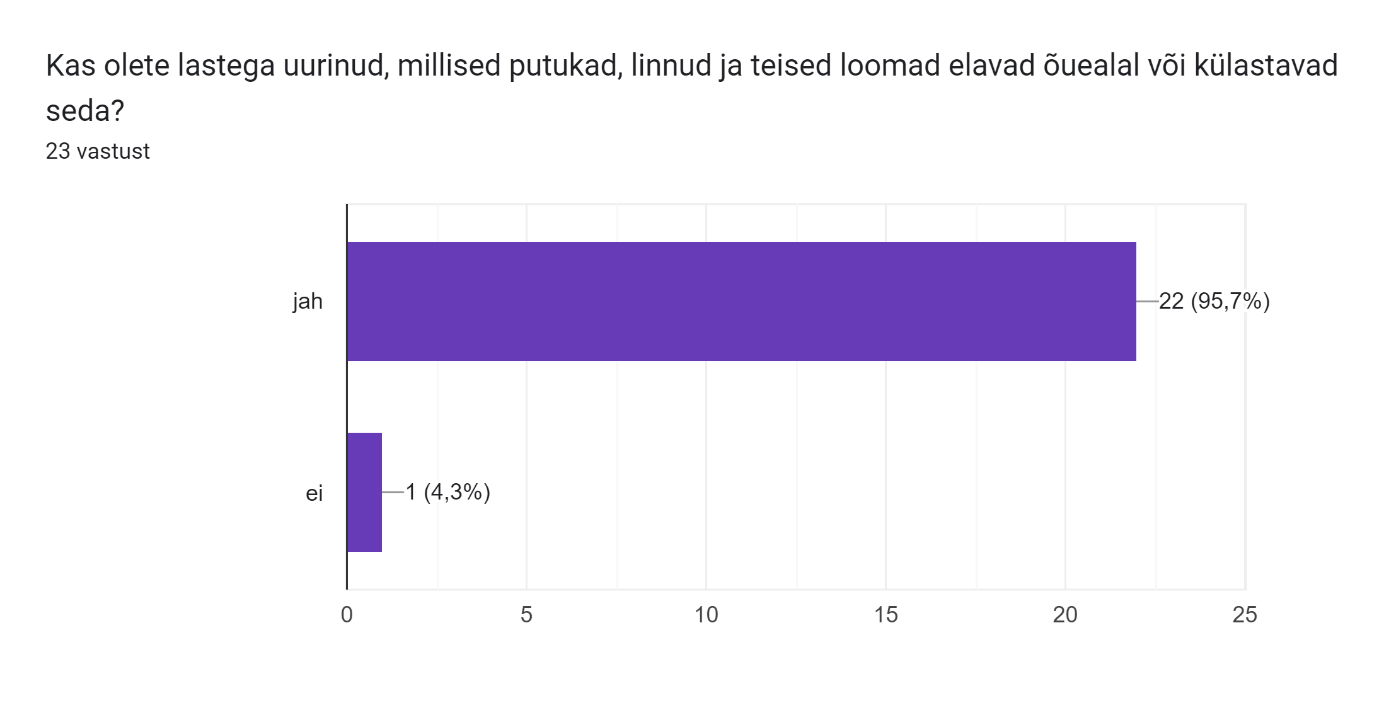 Kas olete lastega uurinud, millised putukad, linnud ja teised loomad elavad õuealal või külastavad
seda?
23 vastust
jah
22 (95,7%)
ei
1 (4,3%)
0 5 10 15 20 25